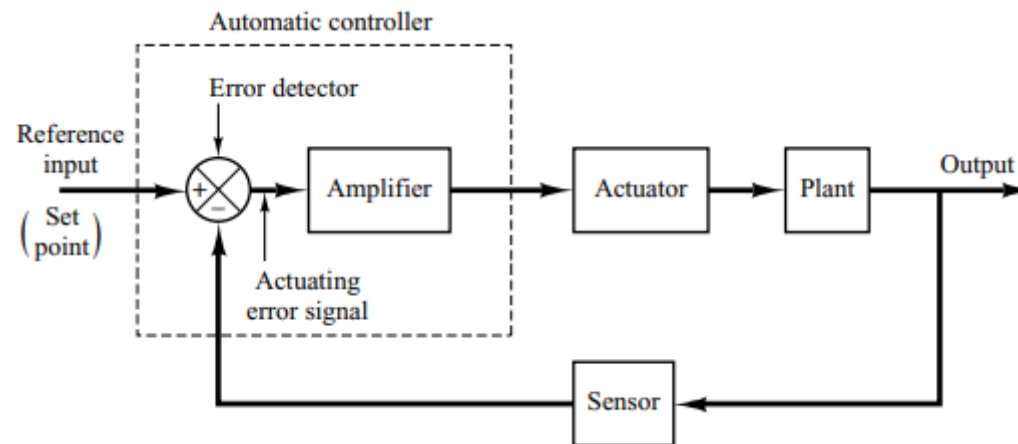 Automatic controller
Error detector
Reference
input
(Set
point)
+
−
Amplifier
Actuator
Plant
Output
Actuating
error signal
Sensor